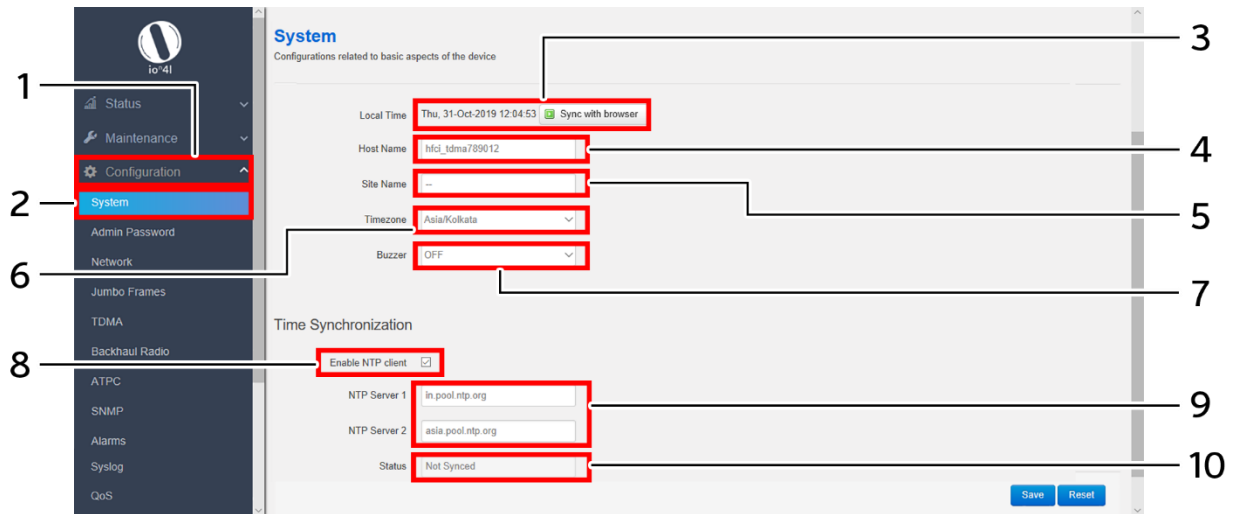 io^4l
1
Status
Maintenance
Configuration
2
System
Admin Password
Network
6
Jumbo Frames
TDMA
Backhaul Radio
8
ATPC
SNMP
Alarms
Syslog
QoS
System
Configurations related to basic aspects of the device
3
Local Time Thu, 31-Oct-2019 12:04:53 Sync with browser
Host Name hfci_tdma789012
4
Site Name --
5
Timezone Asia/Kolkata
Buzzer OFF
7
Time Synchronization
Enable NTP client
NTP Server 1 in.pool.ntp.org
9
NTP Server 2 asia.pool.ntp.org
Status Not Synced
10
Save Reset